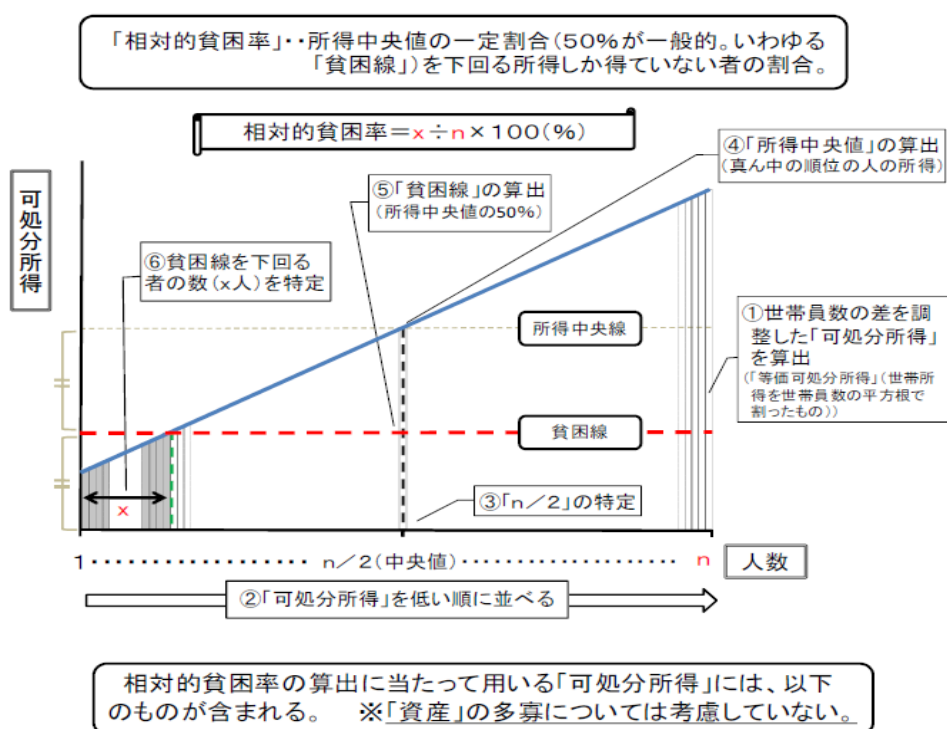 「相対的貧困率」・・所得中央値の一定割合(50%が一般的。いわゆる
「貧困線」)を下回る所得しか得ていない者の割合。
相対的貧困率=x÷n×100(%)
④「所得中央値」の算出
(真ん中の順位の人の所得)
⑤「貧困線」の算出
(所得中央値の50%)
可処分所得
⑥貧困線を下回る
者の数(x人)を特定
所得中央線
①世帯員数の差を調
整した「可処分所得」
を算出
(「等価可処分所得」(世帯所
得を世帯員数の平方根で
割ったもの))
貧困線
x
③「n/2」の特定
1・・・・・・・・・・・・・・・・・・・n/2(中央値)・・・・・・・・・・・・・・・・・・・n
人数
②「可処分所得」を低い順に並べる
相対的貧困率の算出に当たって用いる「可処分所得」には、以下
のものが含まれる。 ※「資産」の多寡については考慮していない。